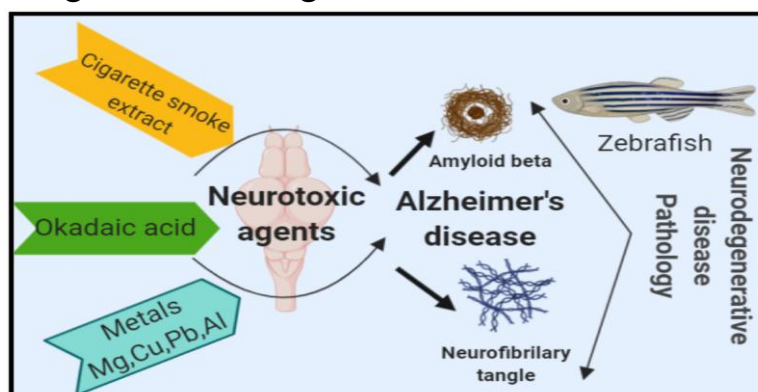 Cigarette smoke
extract
Okadaic acid
Metals
Mg,Cu,Pb,Al
Neurotoxic
agents
Amyloid beta
Alzheimer's
disease
Neurofibrilary
tangle
Zebrafish
Neurodegenerative
disease
Pathology